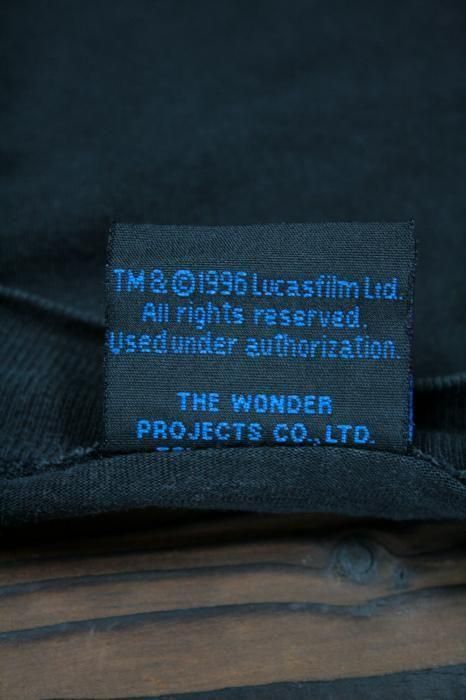 TM & ©1996 Lucasfilm Ltd.
All rights reserved.
Used under authorization.
THE WONDER
PROJECTS CO., LTD.